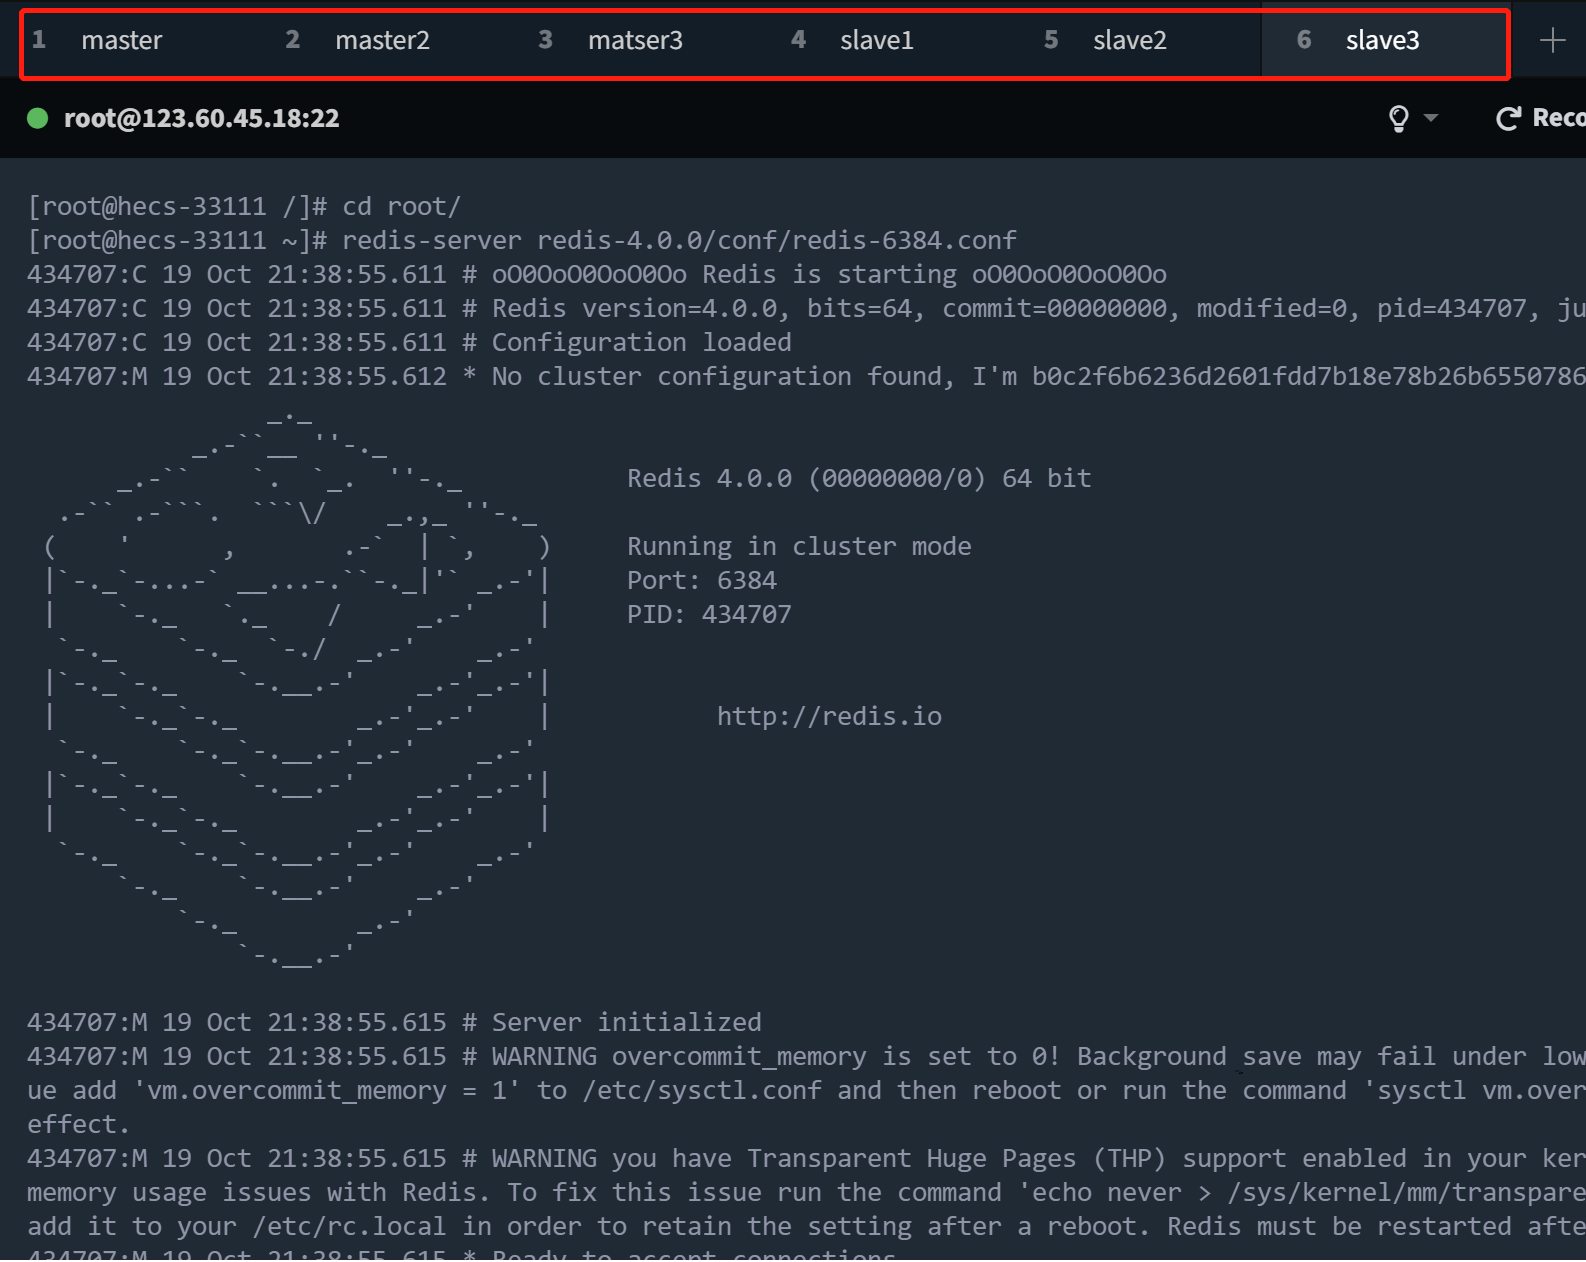 1 master 2 master2 3 matser3 4 slave1 5 slave2 6 slave3
root@123.60.45.18:22 Reco
[root@hecs-33111 /]# cd root/
[root@hecs-33111 ~]# redis-server redis-4.0.0/conf/redis-6384.conf
434707:C 19 Oct 21:38:55.611 # oO0OoO0OoO0Oo Redis is starting oO0OoO0OoO0Oo
434707:C 19 Oct 21:38:55.611 # Redis version=4.0.0, bits=64, commit=00000000, modified=0, pid=434707, ju
434707:C 19 Oct 21:38:55.611 # Configuration loaded
434707:M 19 Oct 21:38:55.612 * No cluster configuration found, I'm b0c2f6b6236d2601fdd7b18e78b26b6550786
Redis 4.0.0 (00000000/0) 64 bit
Running in cluster mode
Port: 6384
PID: 434707
http://redis.io
434707:M 19 Oct 21:38:55.615 # Server initialized
434707:M 19 Oct 21:38:55.615 # WARNING overcommit_memory is set to 0! Background save may fail under low
ue add 'vm.overcommit_memory = 1' to /etc/sysctl.conf and then reboot or run the command 'sysctl vm.over
effect.
434707:M 19 Oct 21:38:55.615 # WARNING you have Transparent Huge Pages (THP) support enabled in your ker
memory usage issues with Redis. To fix this issue run the command 'echo never > /sys/kernel/mm/transpare
add it to your /etc/rc.local in order to retain the setting after a reboot. Redis must be restarted afte
434707:M 19 Oct 21:38:55.615 * Ready to accept connections